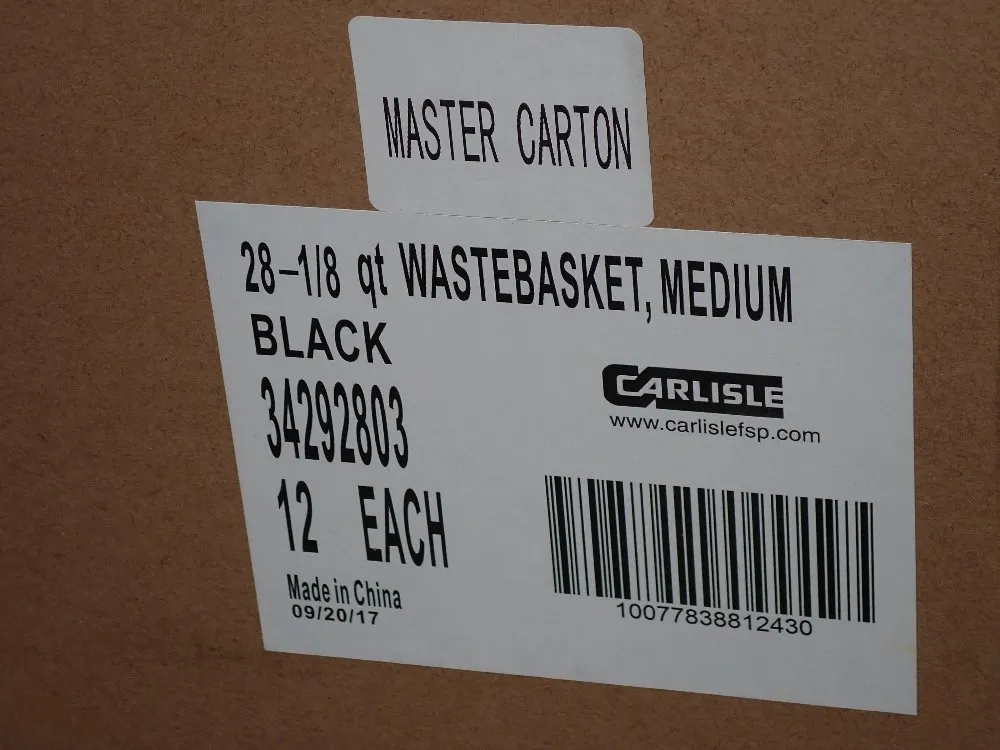 MASTER CARTON
28-1/8 qt WASTEBASKET, MEDIUM
BLACK
34292803
CARLISLE
www.carlislefsp.com
12 EACH
Made in China
09/20/17
10077838812430